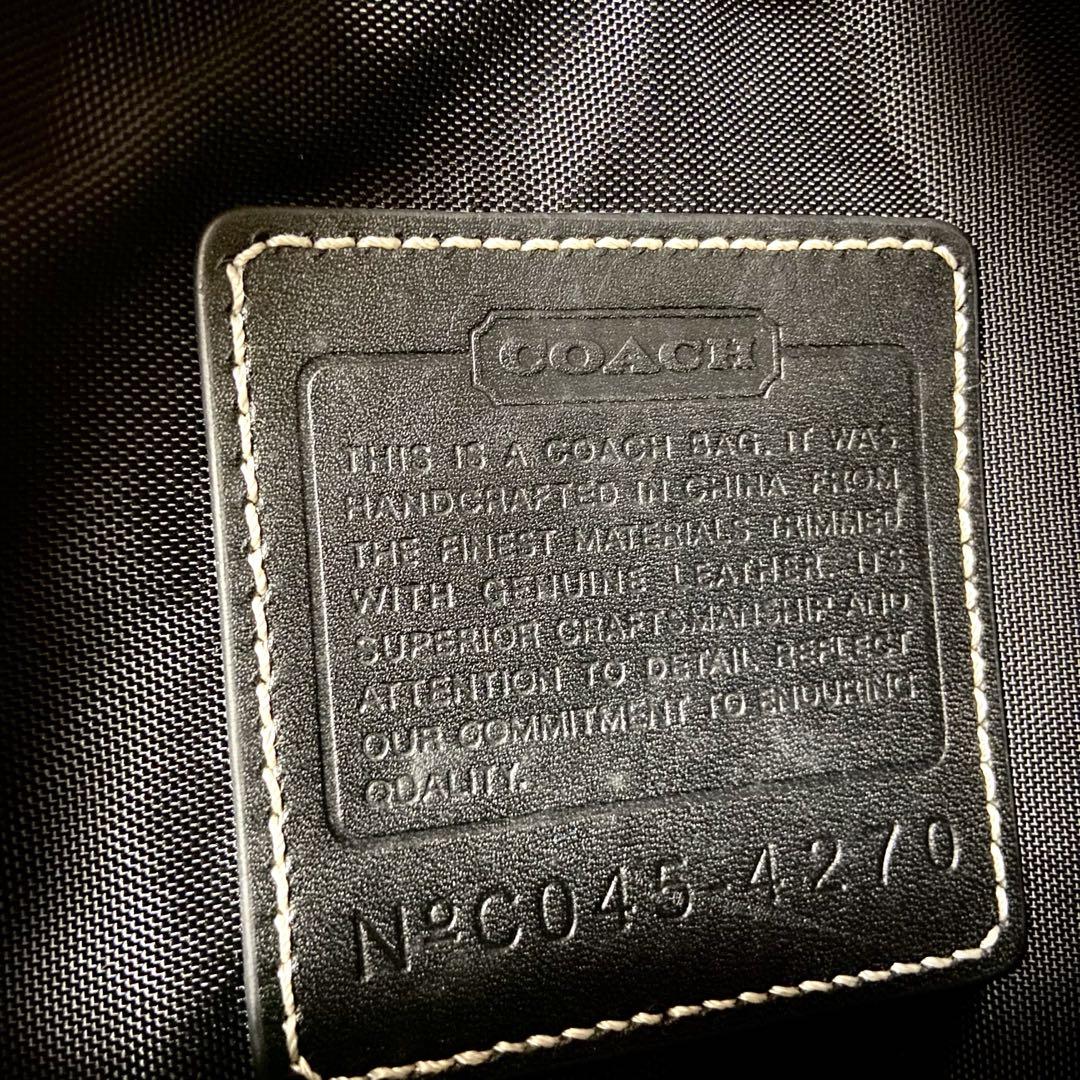 COACH
THIS IS A COACH BAG. IT WAS
HANDCRAFTED IN CHINA FROM
THE FINEST MATERIALS TRIMMED
WITH GENUINE LEATHER. ITS
SUPERIOR CRAFTSMANSHIP AND
ATTENTION TO DETAIL REFLECT
OUR COMMITMENT TO ENDURING
QUALITY.
Nº C045-4270